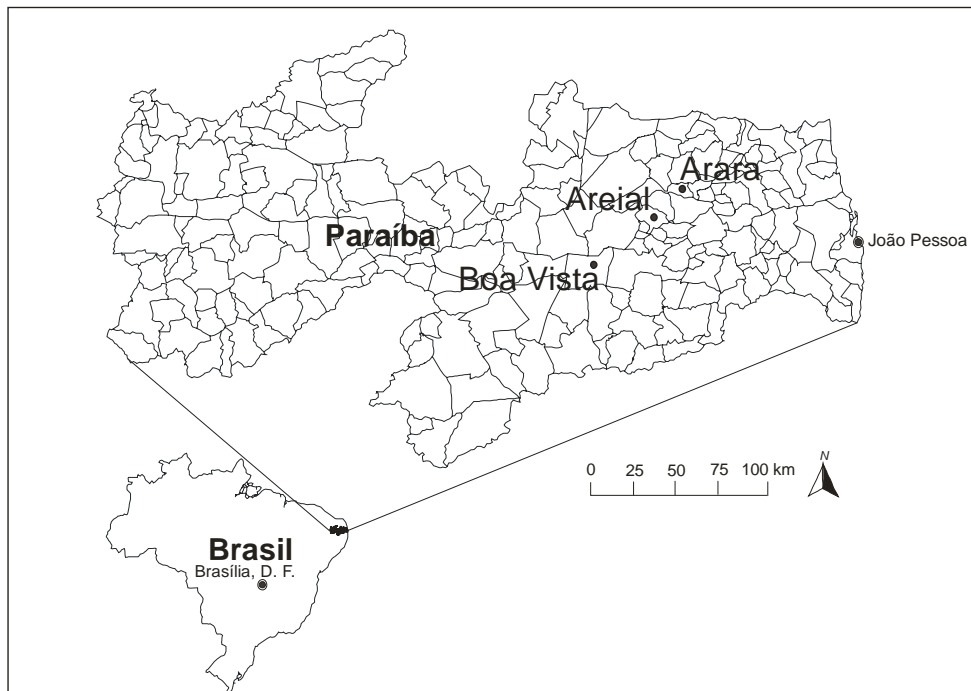 Arara
Areial
Paraíba
João Pessoa
Boa Vista
0 25 50 75 100 km
N
Brasil
Brasília, D. F.